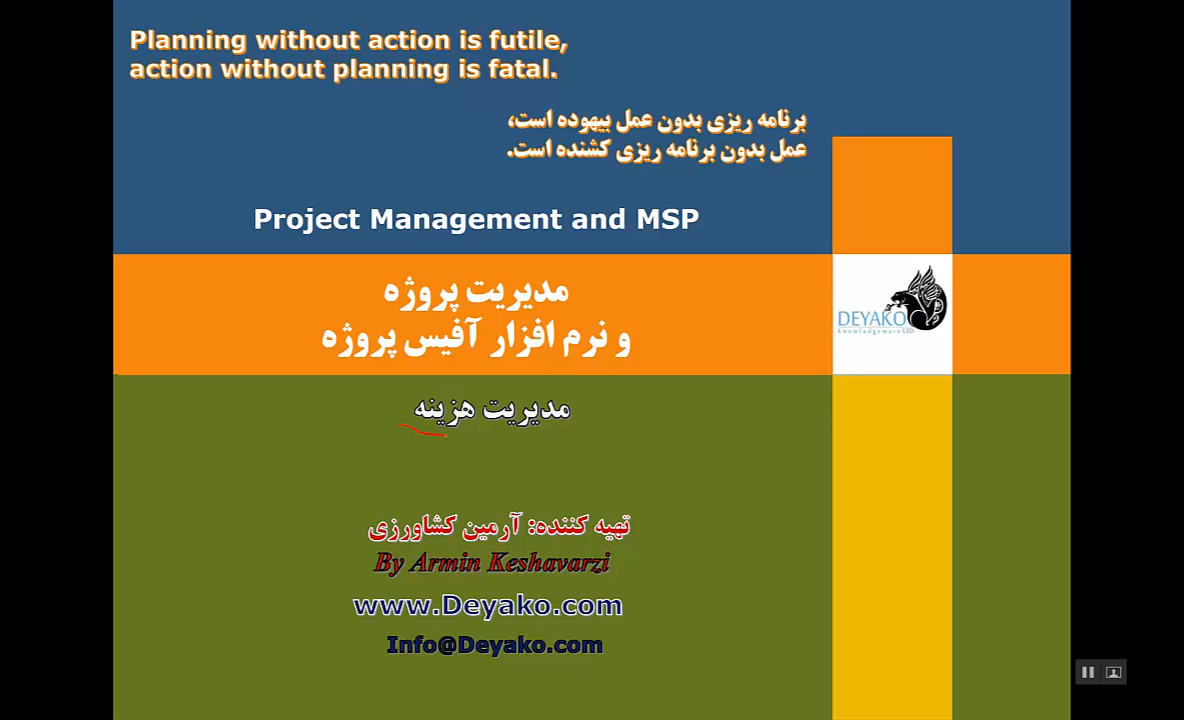 Planning without action is futile,
action without planning is fatal.
برنامه ریزی بدون عمل بیهوده است،
عمل بدون برنامه ریزی کشنده است.
Project Management and MSP
مدیریت پروژه
و نرم افزار آفیس پروژه
DEYAKO
knowledgeware LTD
مدیریت هزینه
تهیه کننده: آرمین کشاورزی
By Armin Keshavarzi
www.Deyako.com
Info@Deyako.com